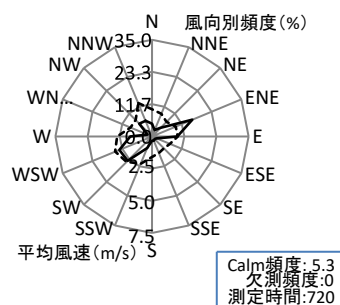 N
風向別頻度(%)
35.0
NNW
NNE
NW
NE
23.3
WN...
ENE
11.7
W
0.0
E
WSW
ESE
2.5
SW
SE
5.0
SSW
SSE
平均風速(m/s)
7.5
S
Calm頻度: 5.3
欠測頻度:0
測定時間:720